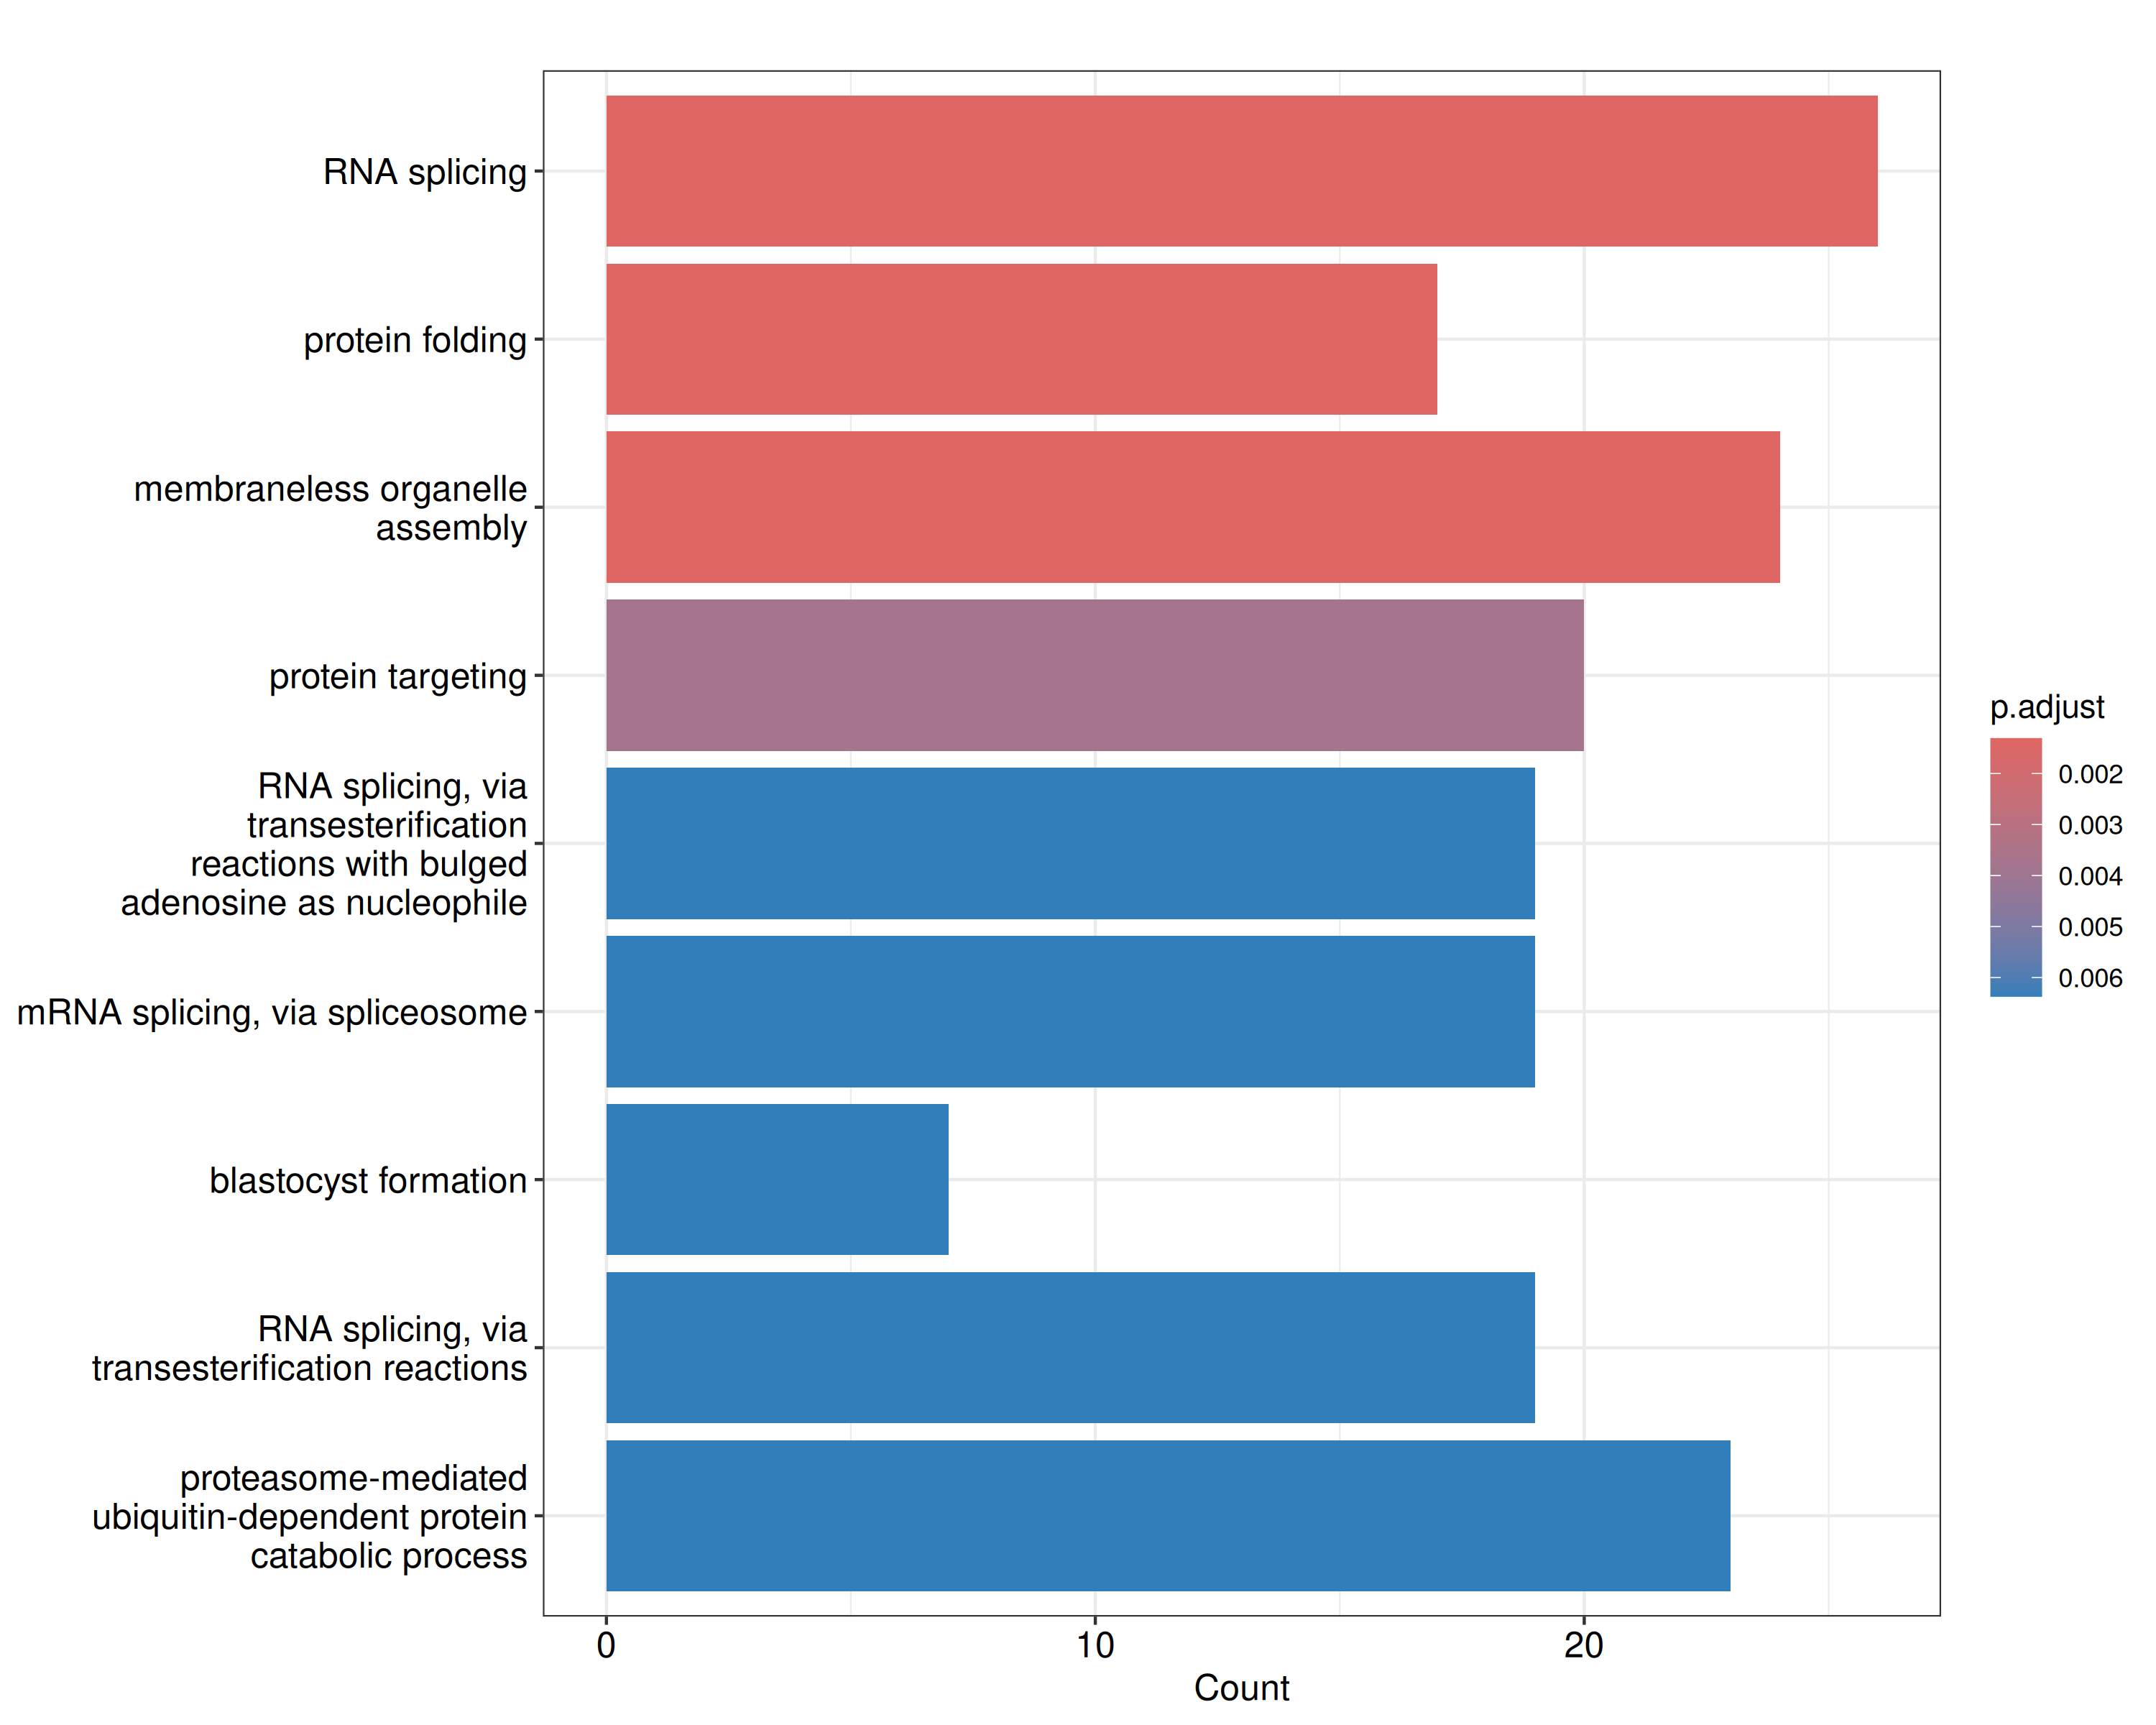 RNA splicing
protein folding
membraneless organelle
assembly
protein targeting
RNA splicing, via
transesterification
reactions with bulged
adenosine as nucleophile
mRNA splicing, via spliceosome
blastocyst formation
RNA splicing, via
transesterification reactions
proteasome-mediated
ubiquitin-dependent protein
catabolic process
0 10 20
Count
p.adjust
0.002
0.003
0.004
0.005
0.006